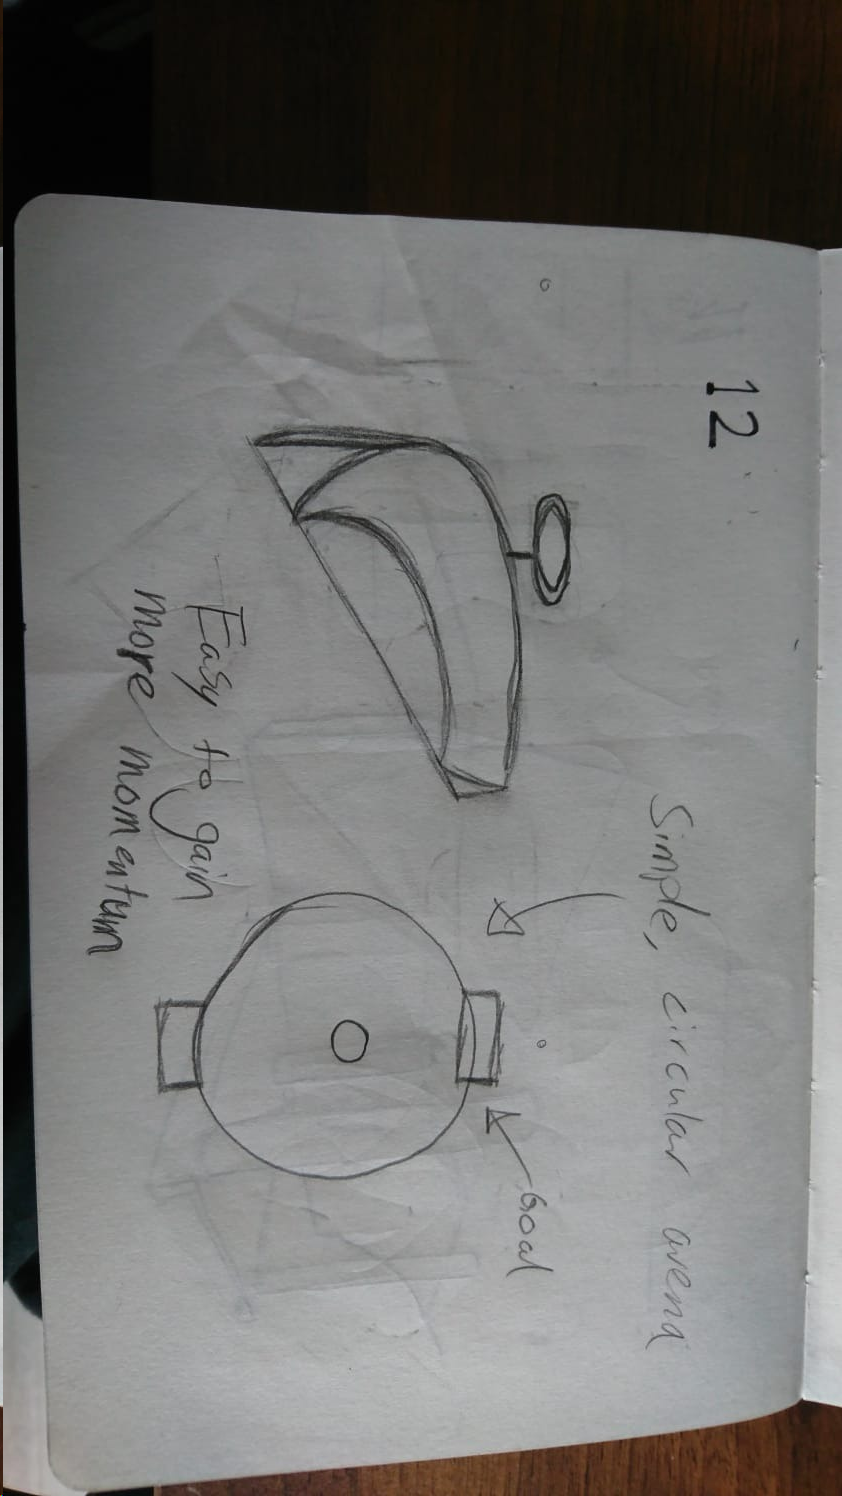 12
Simple, circular arena
Goal
Easy to gain
more momentum